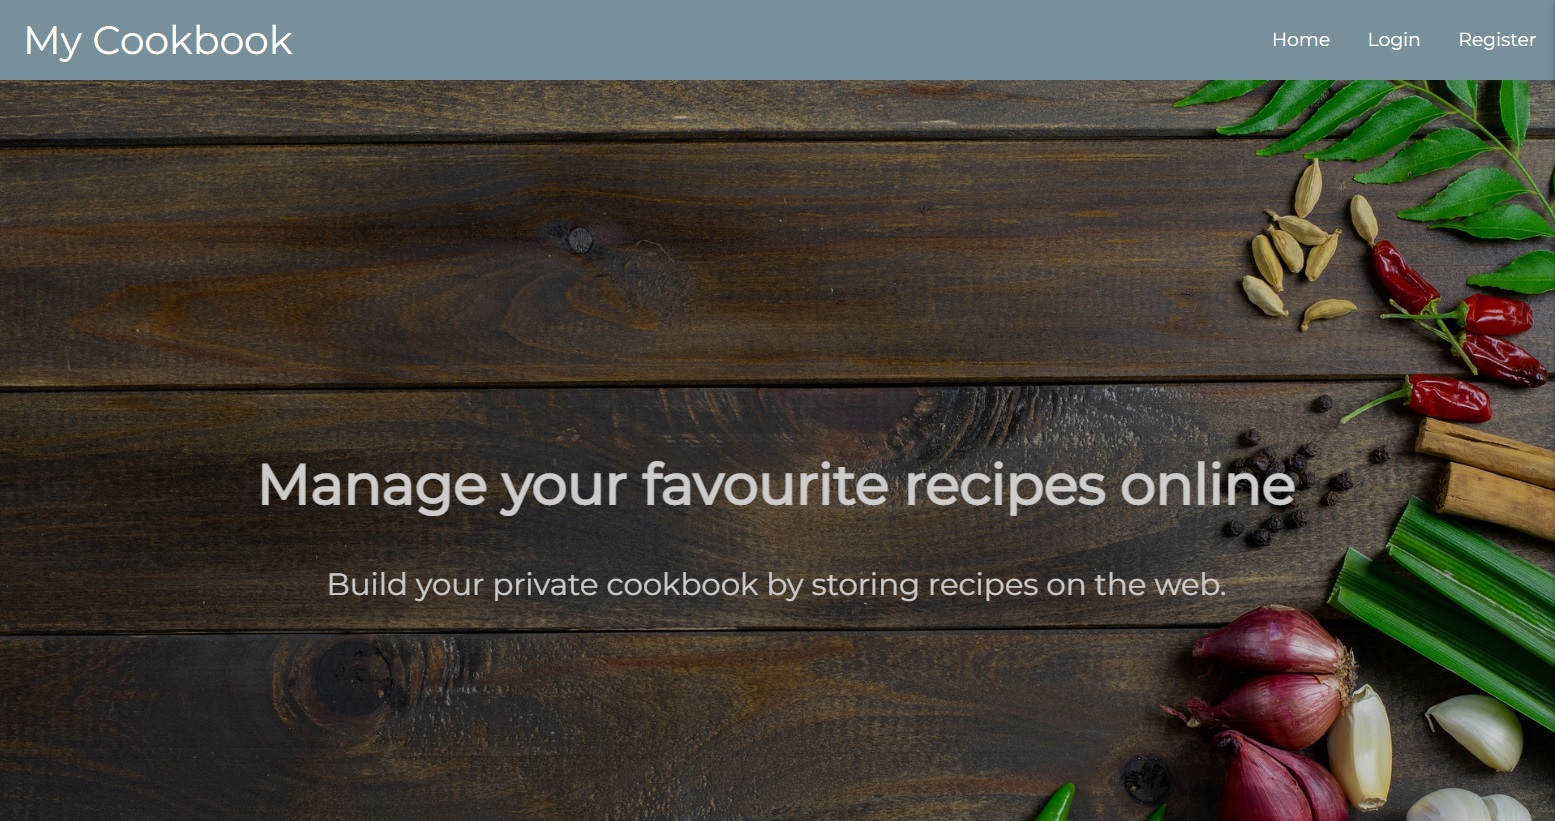 My Cookbook
Home Login Register
Manage your favourite recipes online
Build your private cookbook by storing recipes on the web.